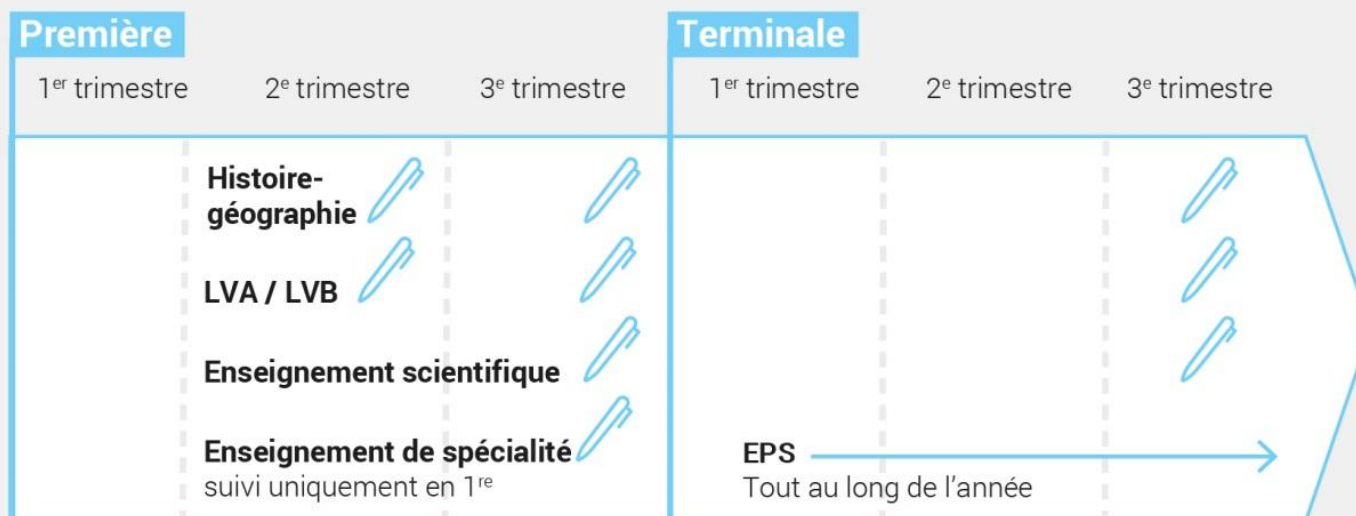 Première
Terminale
1er trimestre
2e trimestre
3e trimestre
1er trimestre
2e trimestre
3e trimestre
Histoire-
géographie
LVA / LVB
Enseignement scientifique
Enseignement de spécialité
suivi uniquement en 1re
EPS
Tout au long de l'année